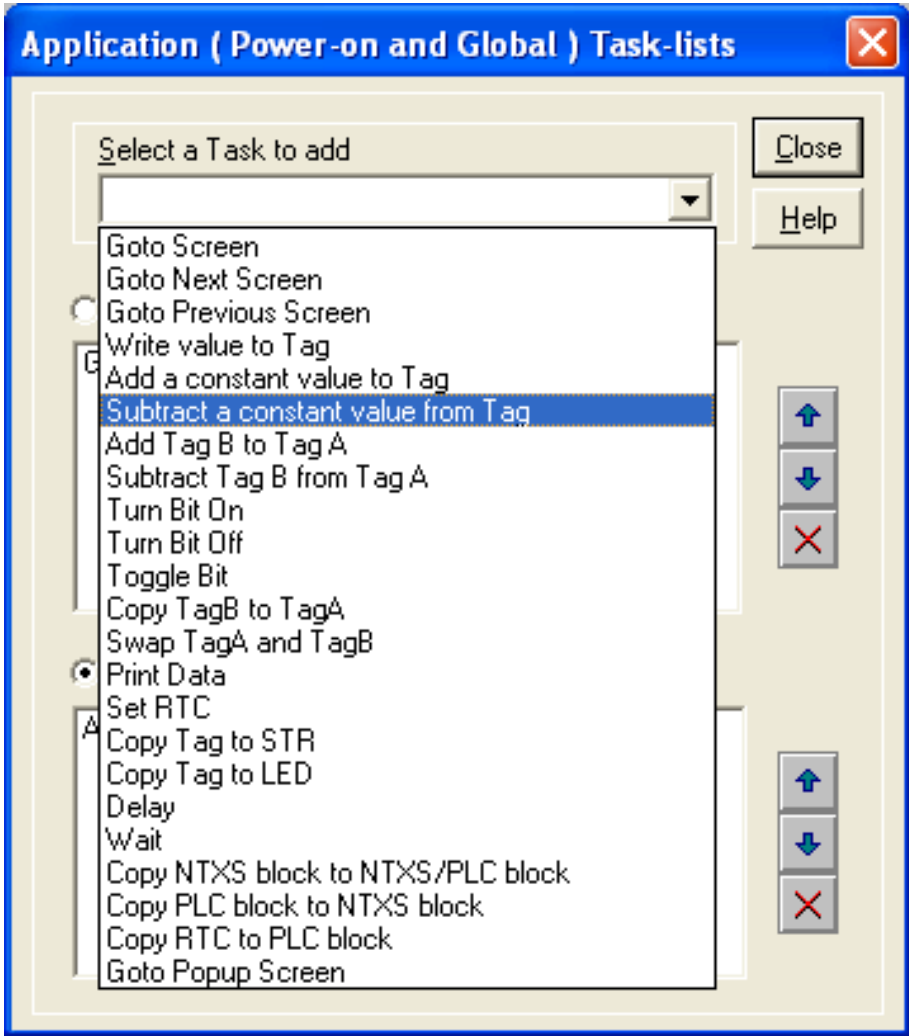 Application ( Power-on and Global ) Task-lists
Select a Task to add
Close
Help
Goto Screen
Goto Next Screen
Goto Previous Screen
Write value to Tag
Add a constant value to Tag
Subtract a constant value from Tag
Add Tag B to Tag A
Subtract Tag B from Tag A
Turn Bit On
Turn Bit Off
Toggle Bit
Copy TagB to TagA
Swap TagA and TagB
Print Data
Set RTC
Copy Tag to STR
Copy Tag to LED
Delay
Wait
Copy NTXS block to NTXS/PLC block
Copy PLC block to NTXS block
Copy RTC to PLC block
Goto Popup Screen